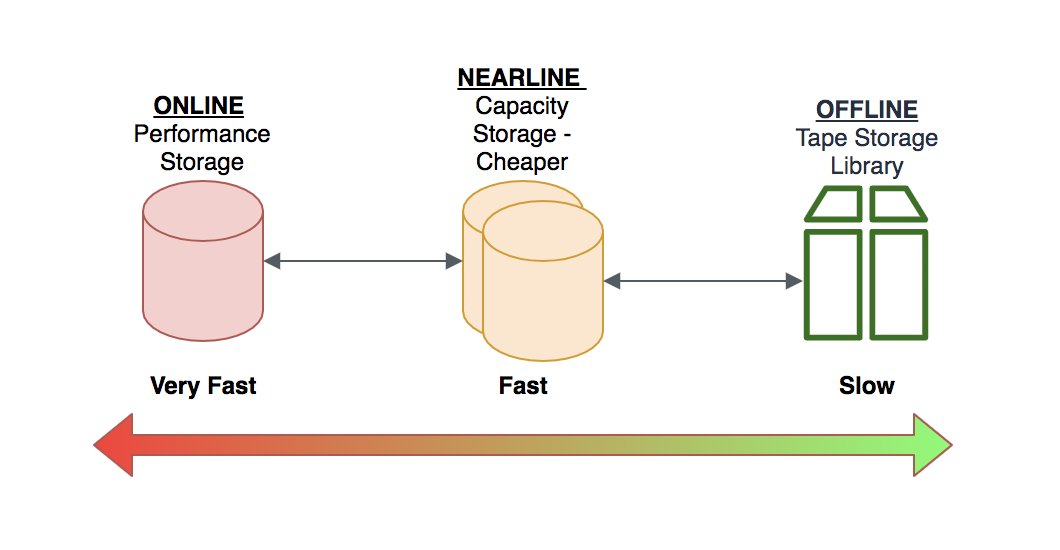 ONLINE
Performance
Storage
NEARLINE
Capacity
Storage -
Cheaper
OFFLINE
Tape Storage
Library
Very Fast
Fast
Slow